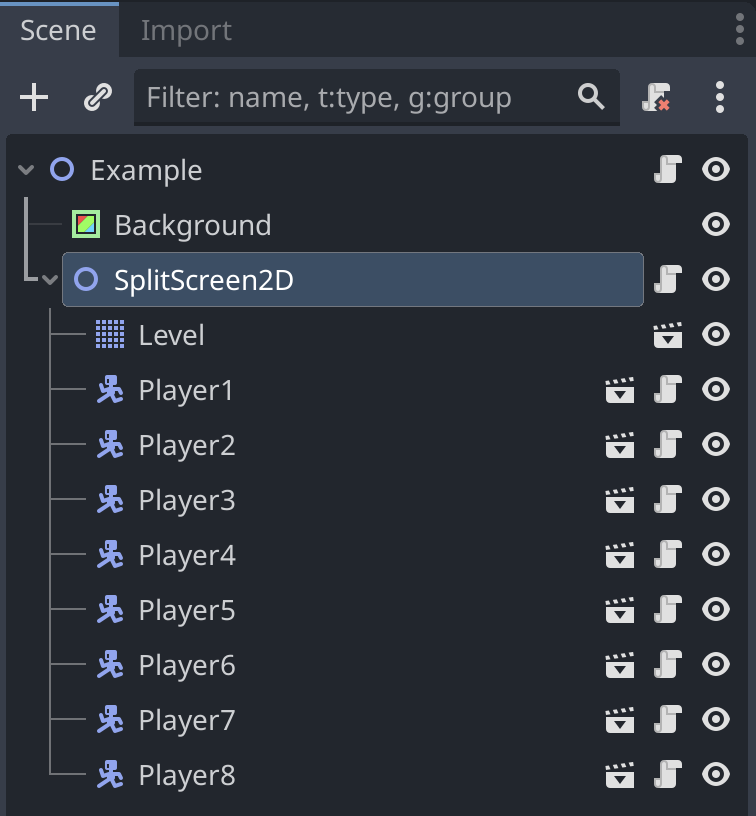 Scene Import
Filter: name, t:type, g:group
Example
Background
SplitScreen2D
Level
Player1
Player2
Player3
Player4
Player5
Player6
Player7
Player8